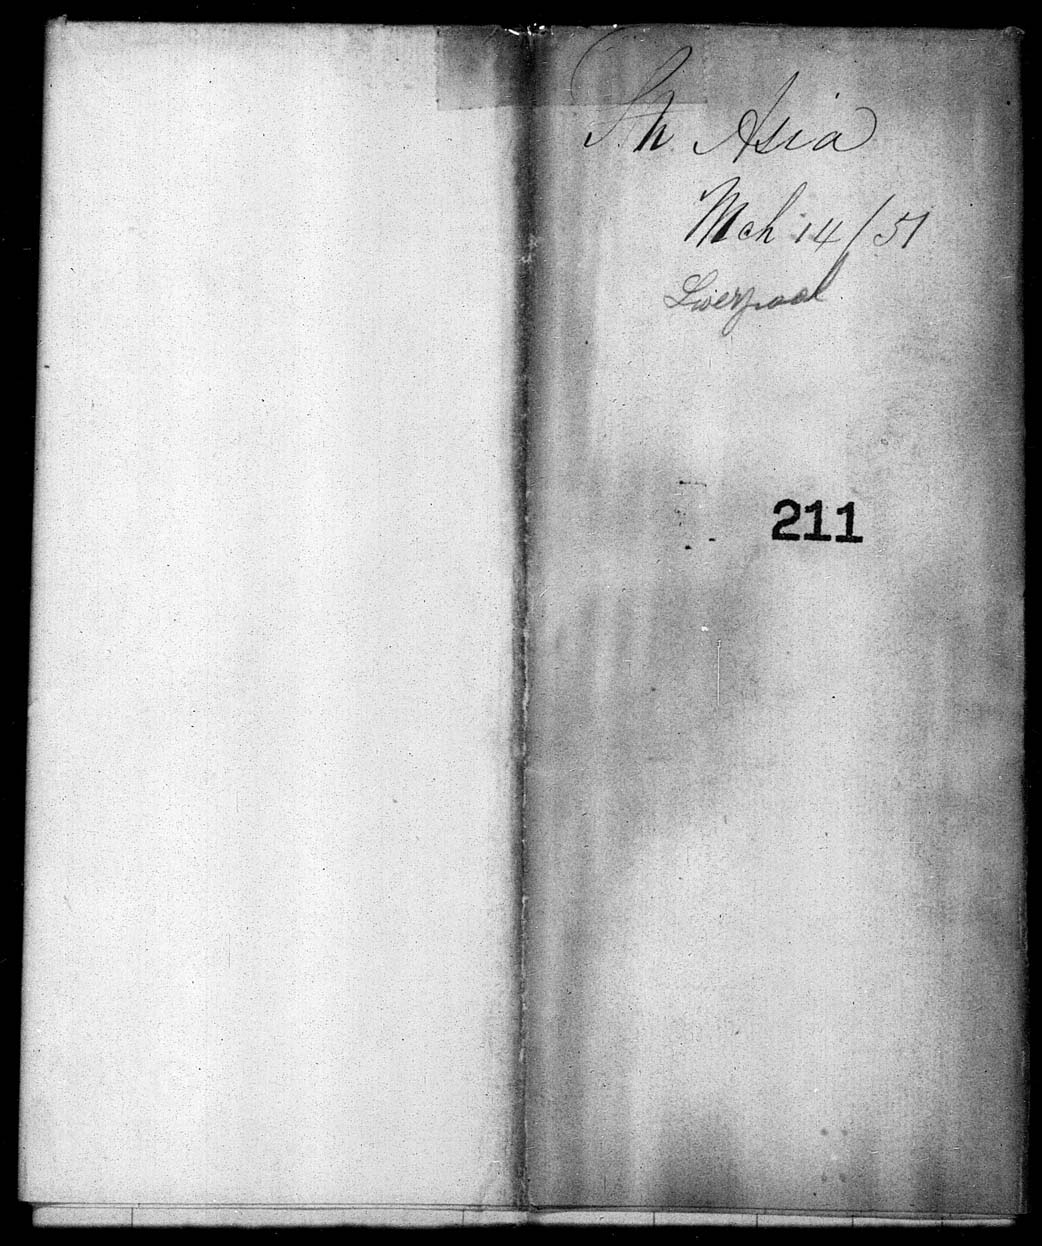 Sh Asia
Mch 14/51
Liverpool
211